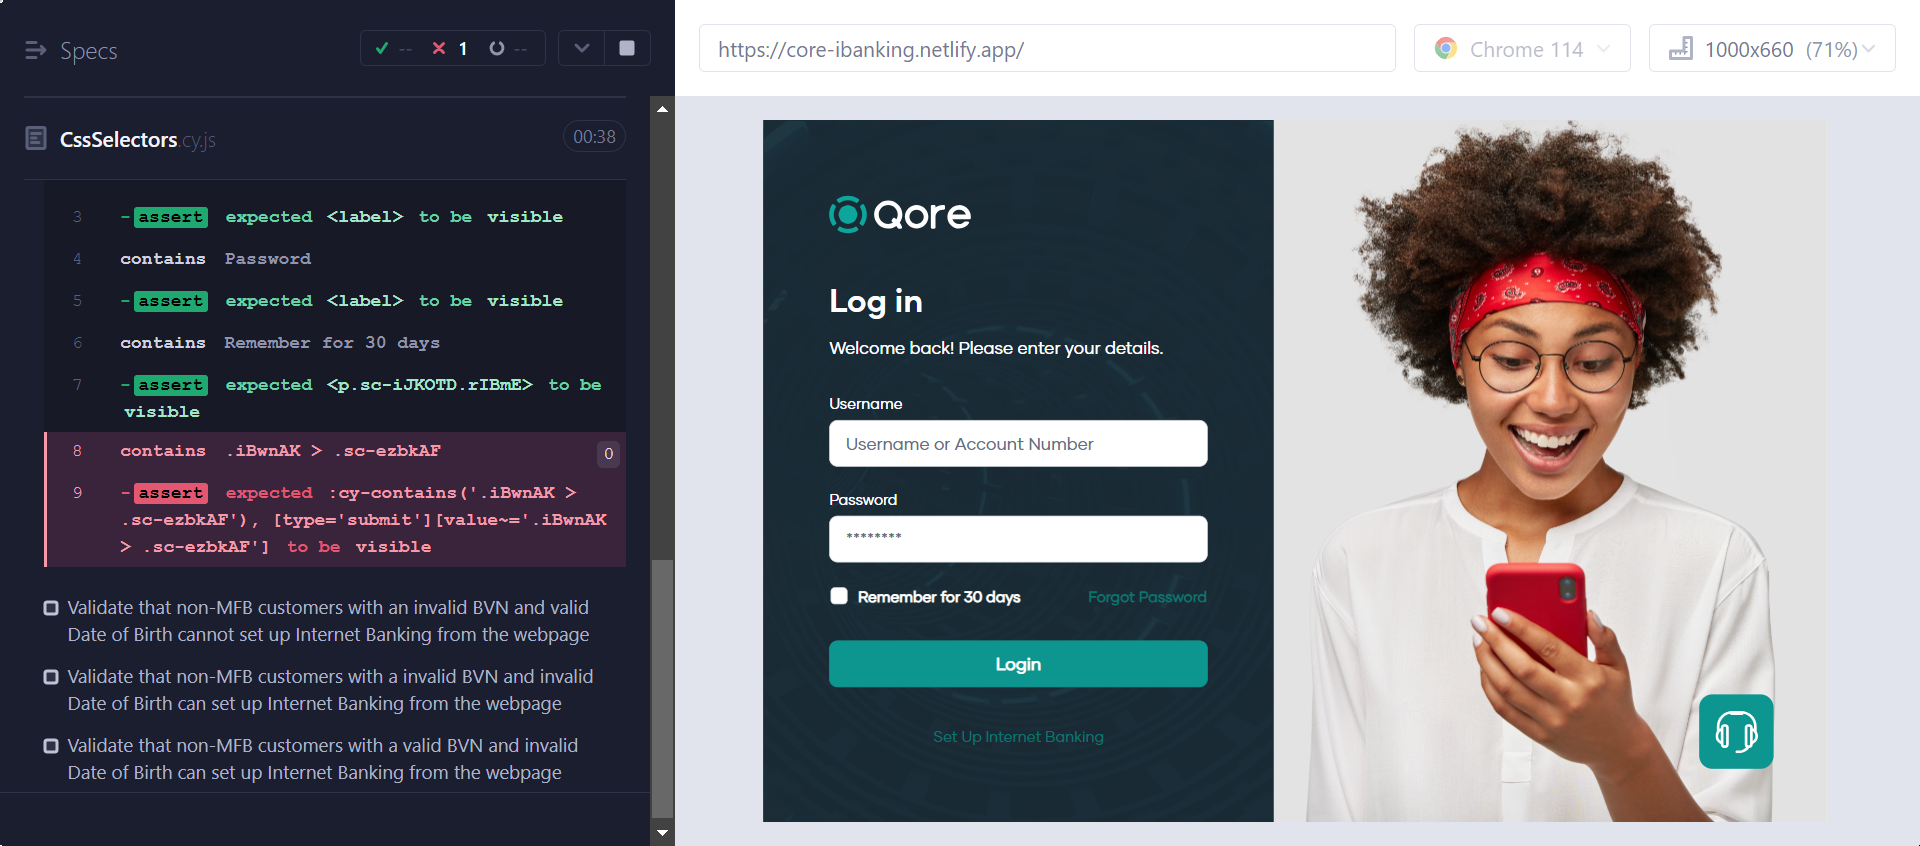 Specs
-- 1 --
CssSelectors.cy.js
00:38
3 -assert expected <label> to be visible
4 contains Password
5 -assert expected <label> to be visible
6 contains Remember for 30 days
7 -assert expected <p.sc-iJKOTD.rIBmE> to be
visible
8 contains .iBwnAK > .sc-ezbkAF 0
9 -assert expected :cy-contains('.iBwnAK >
.sc-ezbkAF'), [type='submit'][value~='.iBwnAK
> .sc-ezbkAF'] to be visible
Validate that non-MFB customers with an invalid BVN and valid
Date of Birth cannot set up Internet Banking from the webpage
Validate that non-MFB customers with a invalid BVN and invalid
Date of Birth can set up Internet Banking from the webpage
Validate that non-MFB customers with a valid BVN and invalid
Date of Birth can set up Internet Banking from the webpage
https://core-ibanking.netlify.app/
Chrome 114
1000x660 (71%)
Qore
Log in
Welcome back! Please enter your details.
Username
Username or Account Number
Password
********
Remember for 30 days
Forgot Password
Login
Set Up Internet Banking